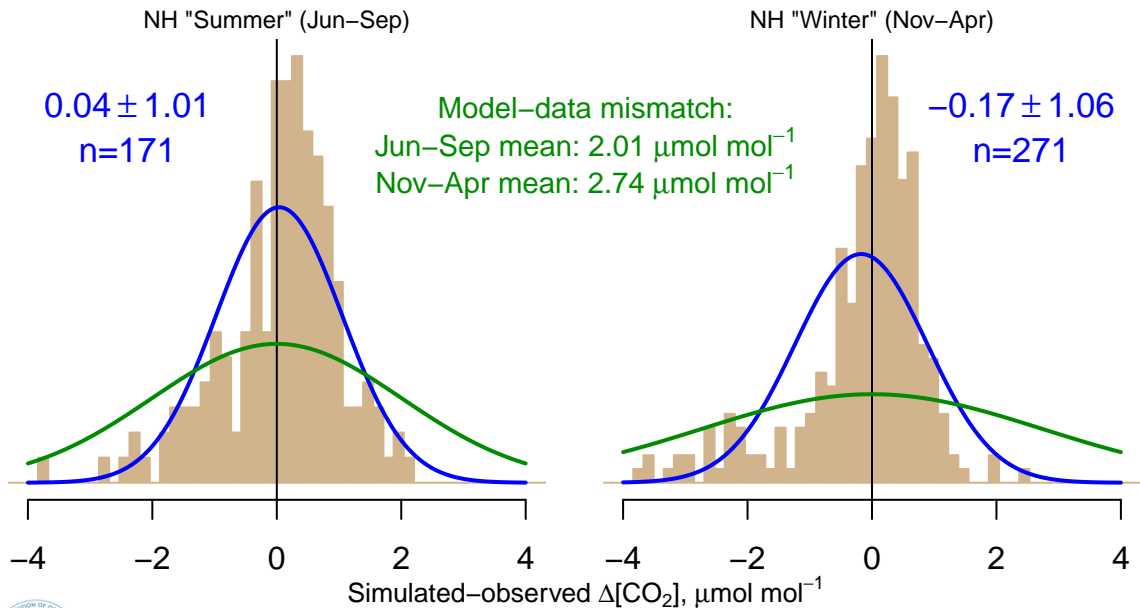 NH "Summer" (Jun−Sep)
NH "Winter" (Nov−Apr)
0.04 ± 1.01
n=171
Model−data mismatch:
Jun−Sep mean: 2.01 μmol mol⁻¹
Nov−Apr mean: 2.74 μmol mol⁻¹
−0.17 ± 1.06
n=271
−4 −2 0 2 4
−4 −2 0 2 4
Simulated−observed Δ[CO₂], μmol mol⁻¹